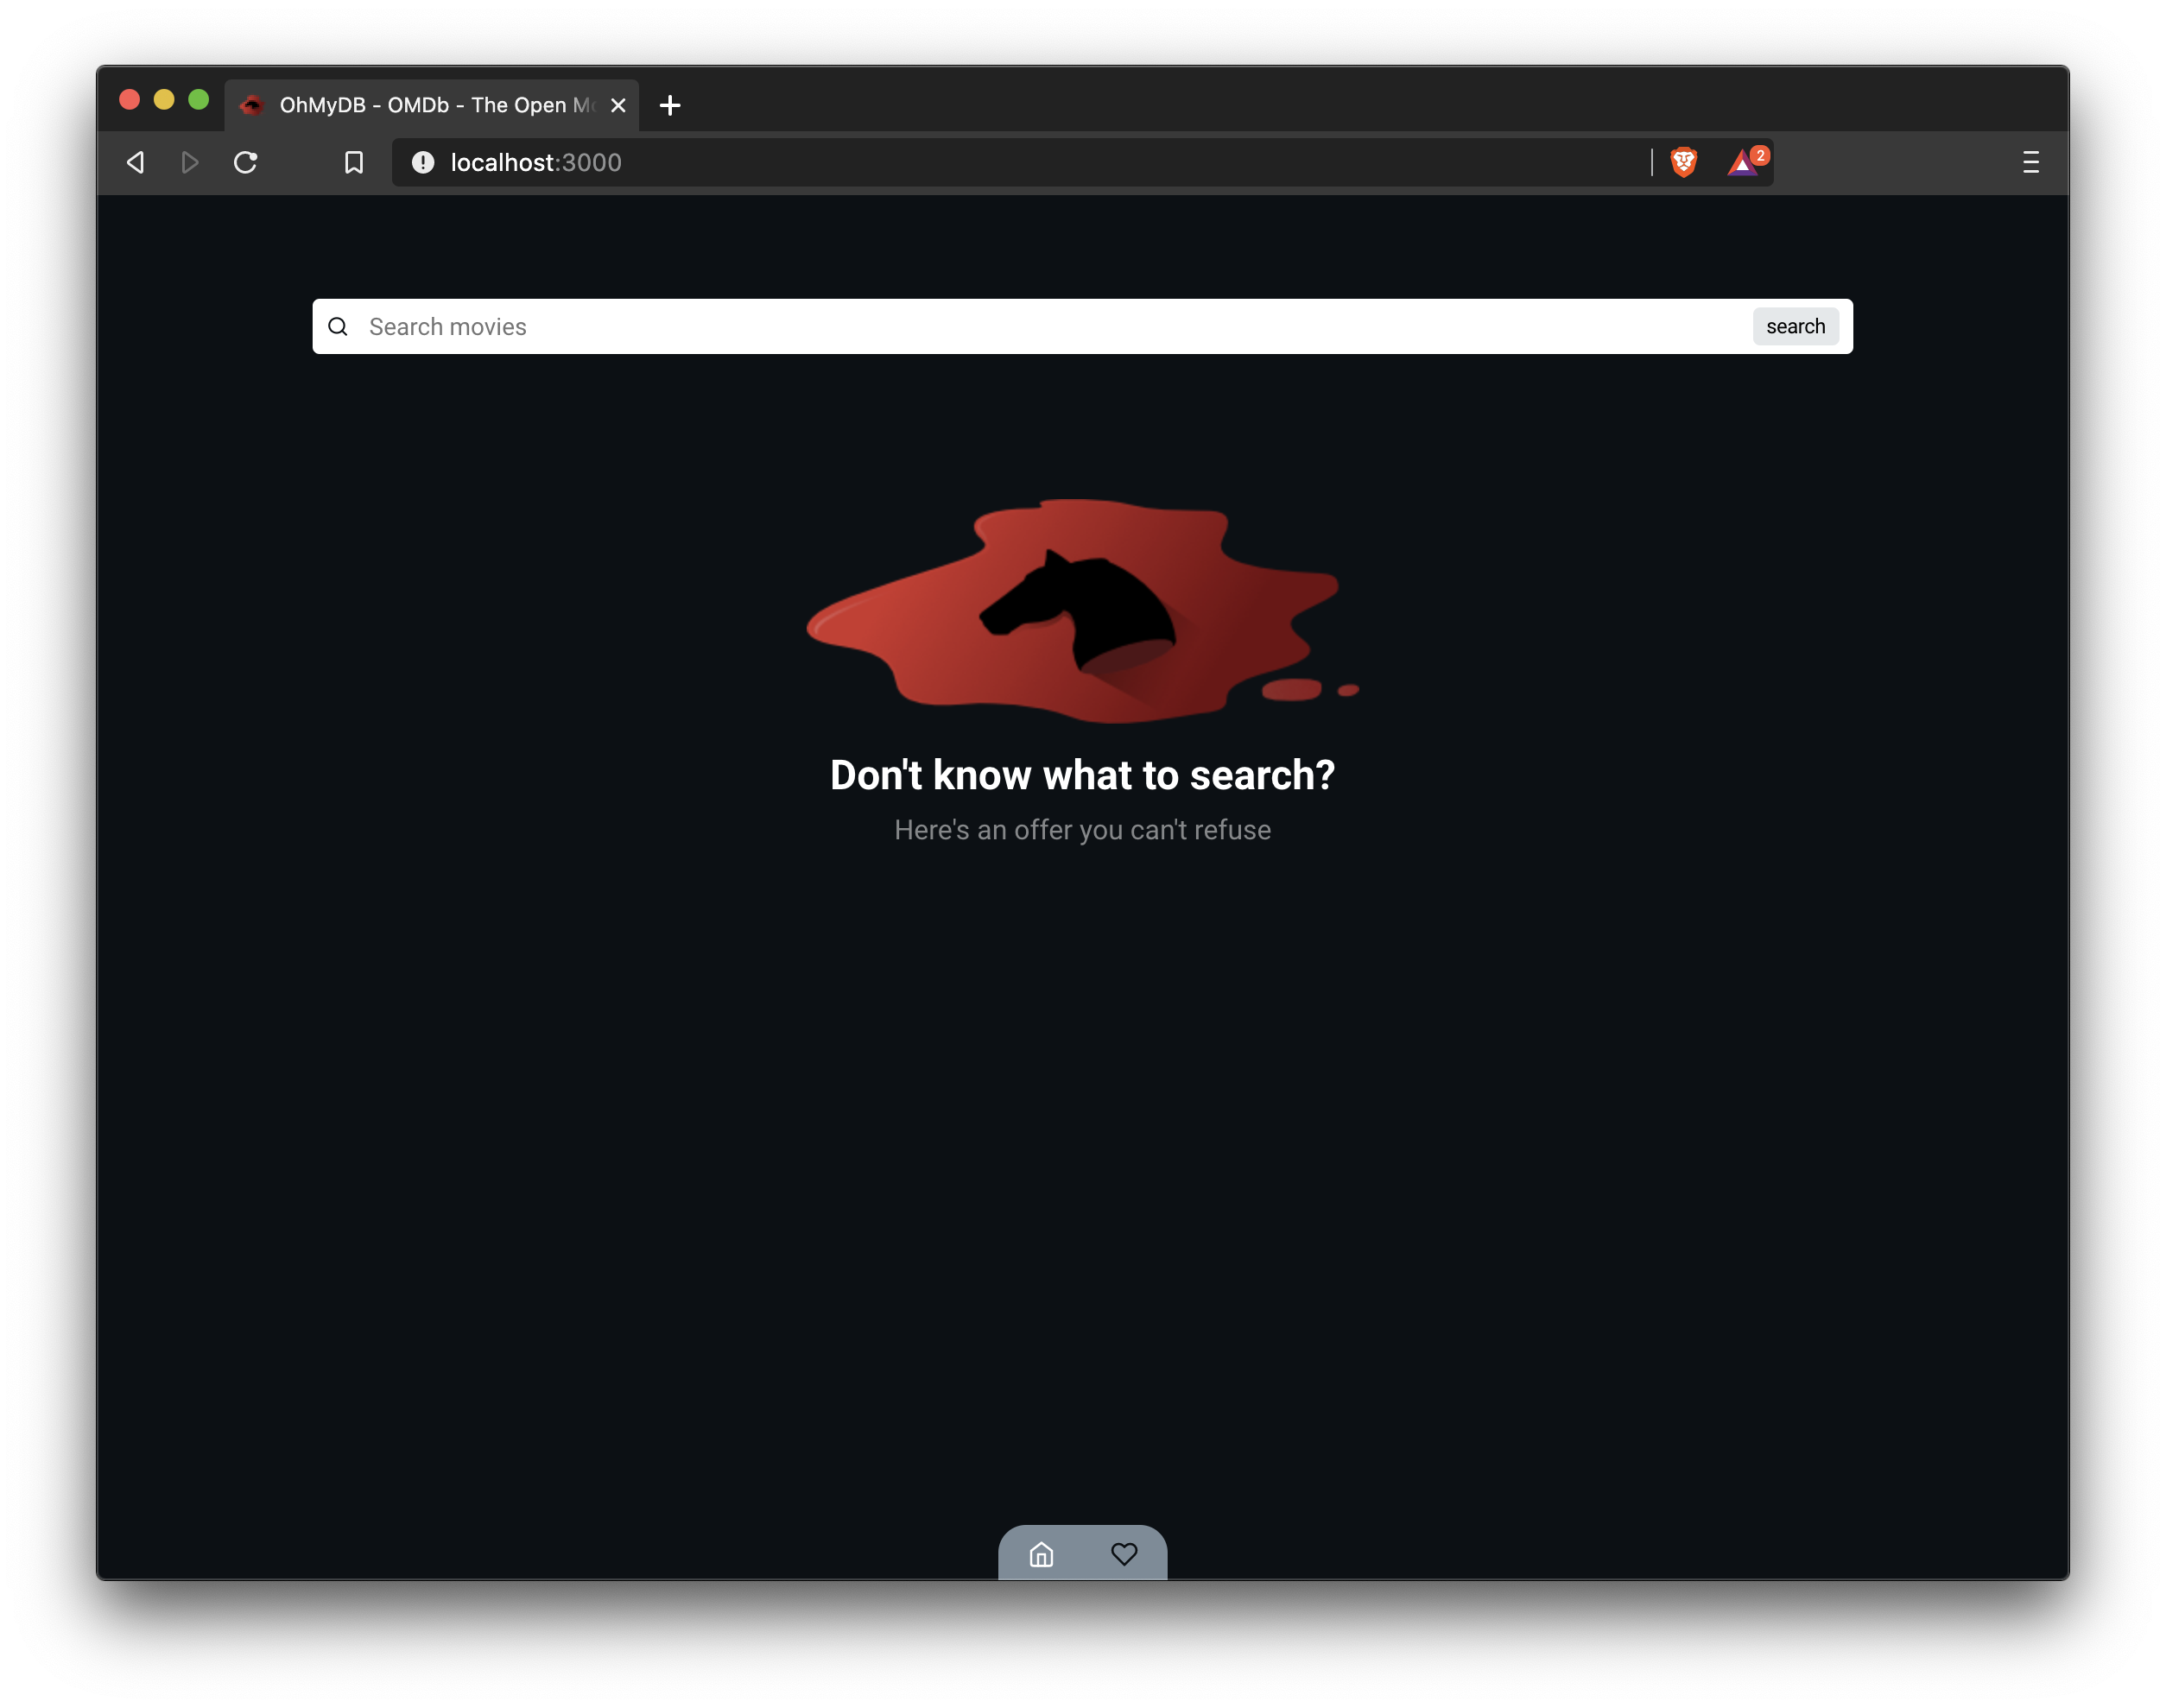 OhMyDB - OMDb - The Open
localhost:3000
2
Search movies
search
Don't know what to search?
Here's an offer you can't refuse